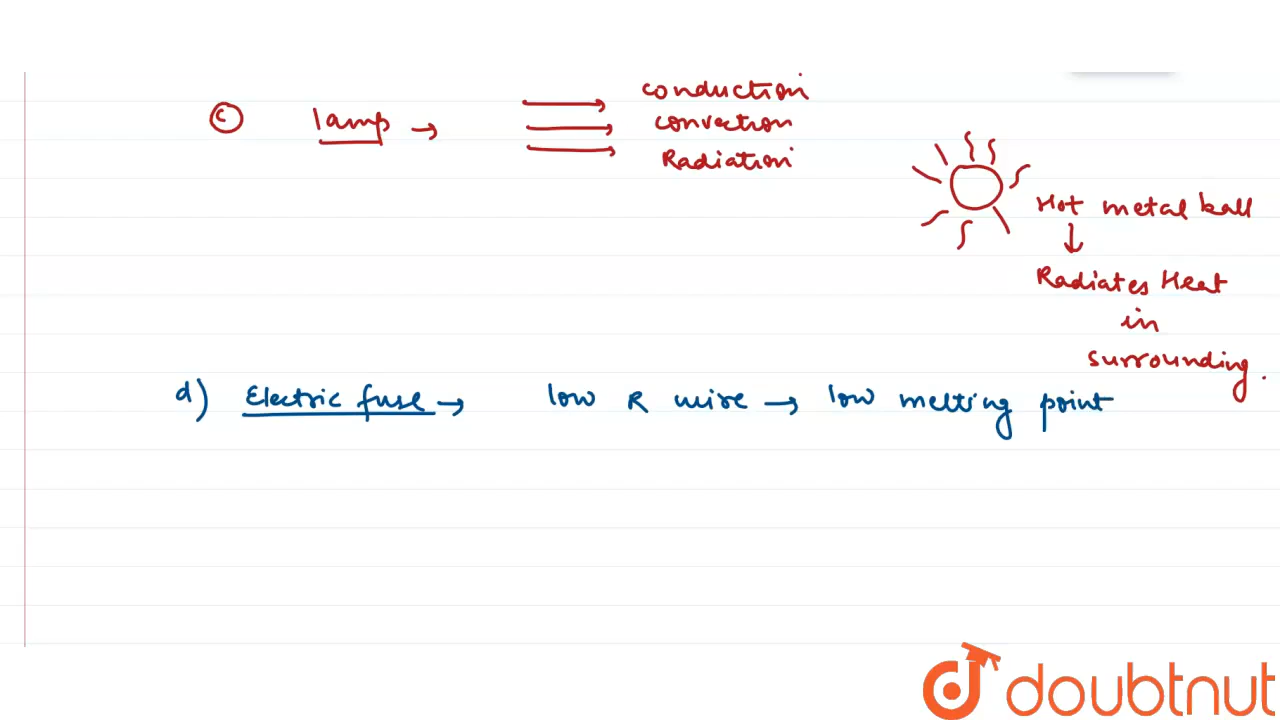 c lamp → conduction
convection
Radiation
Hot metal ball
↓
Radiates Heat
in
surrounding.
d) Electric fuse → low R wire → low melting point
doubtnut